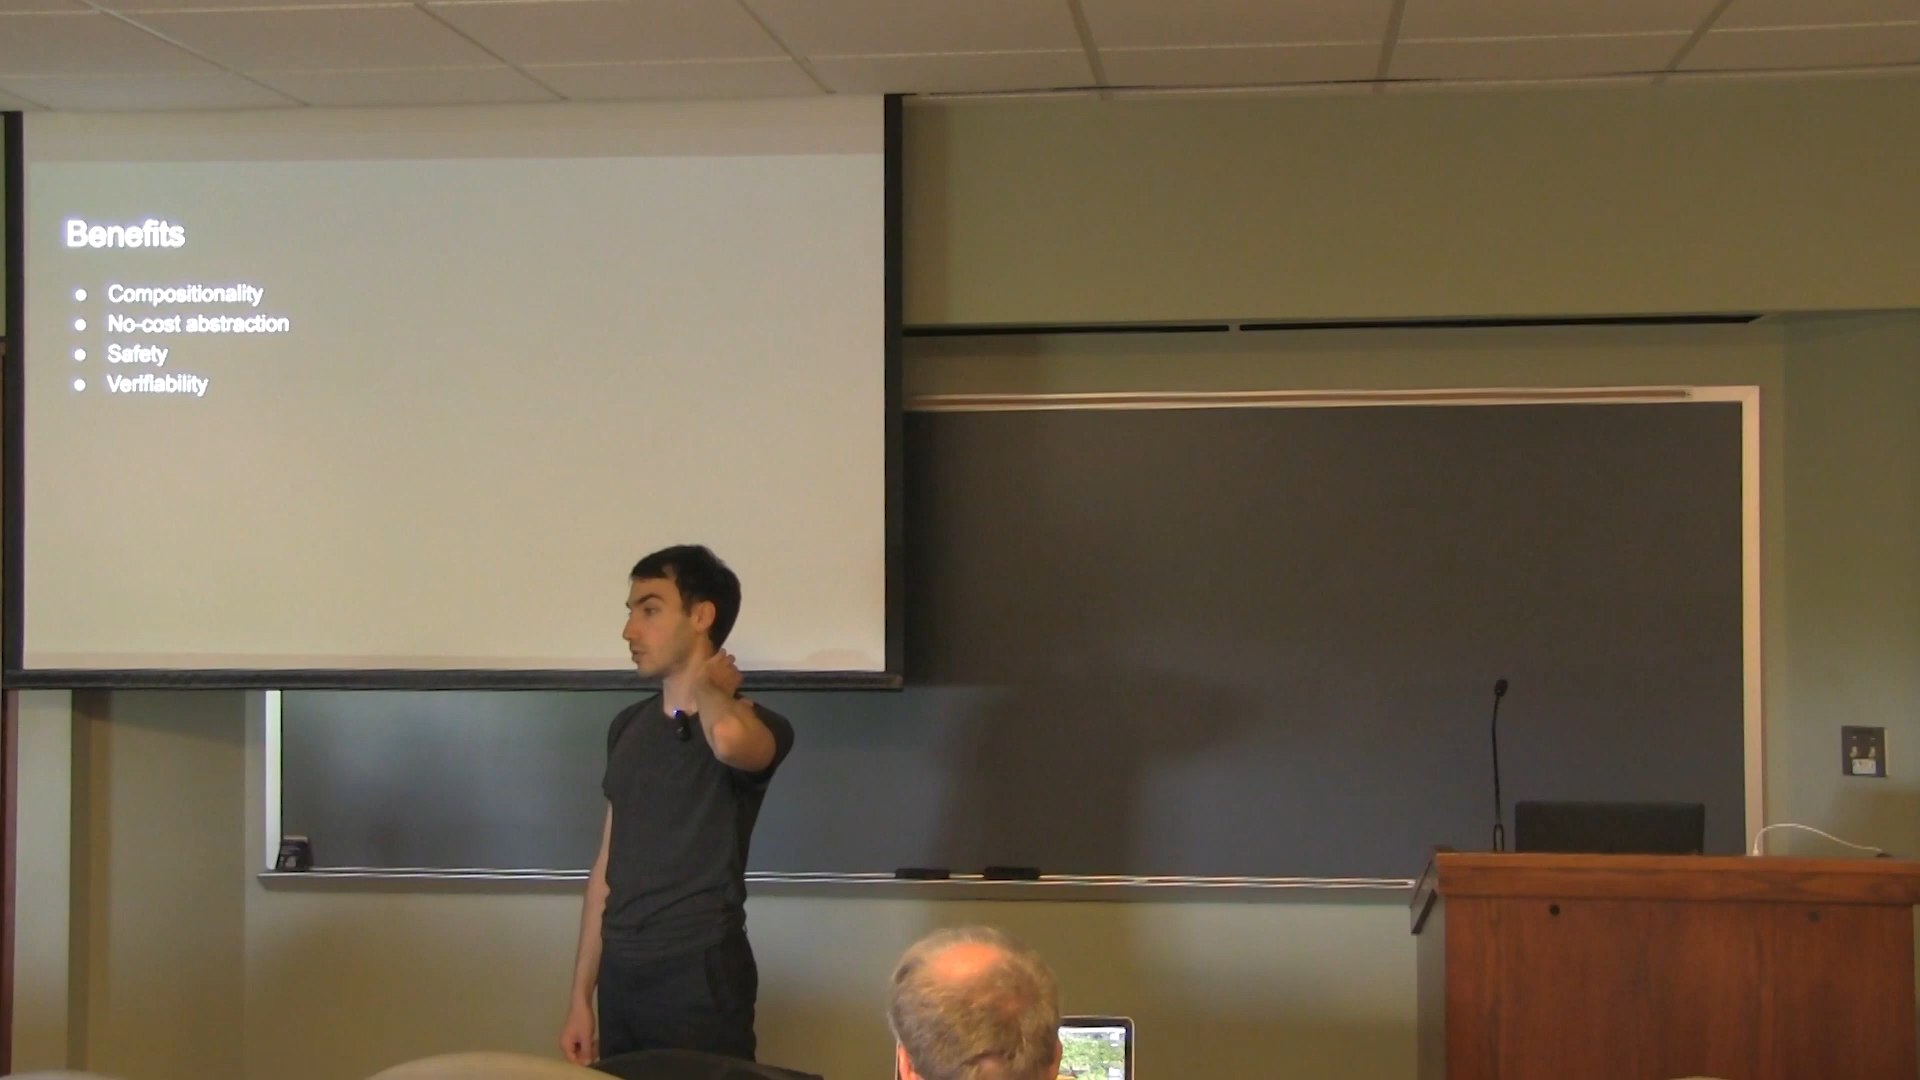 Benefits
● Compositionality
● No-cost abstraction
● Safety
● Verifiability